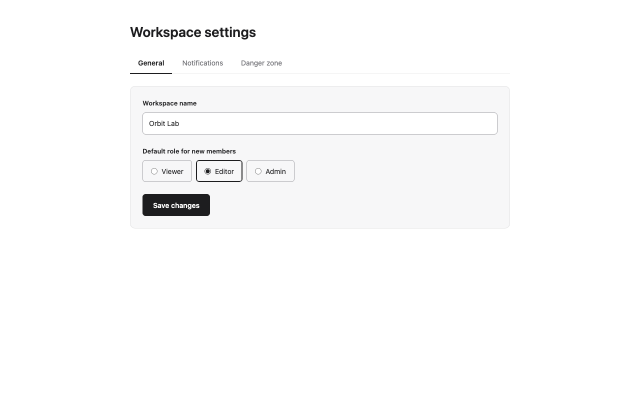 Workspace settings
General Notifications Danger zone
Workspace name
Orbit Lab
Default role for new members
Viewer Editor Admin
Save changes